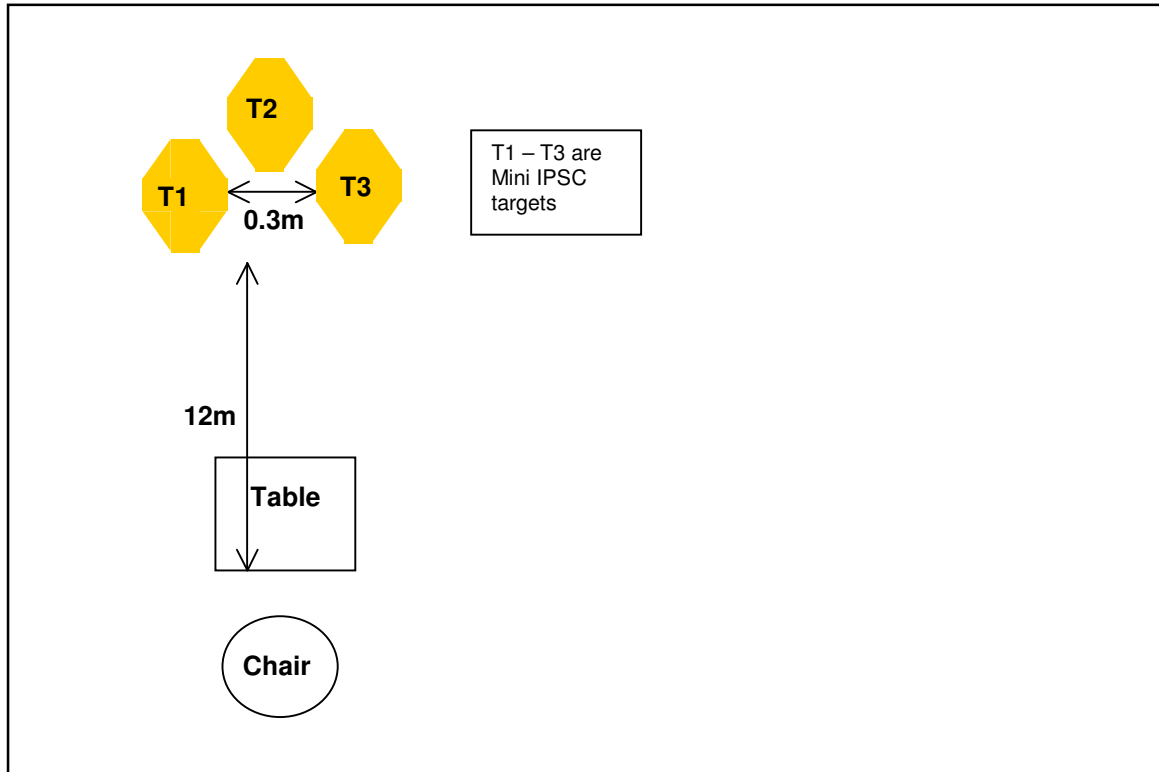 T2
T1
T3
0.3m
T1 – T3 are
Mini IPSC
targets
12m
Table
Chair